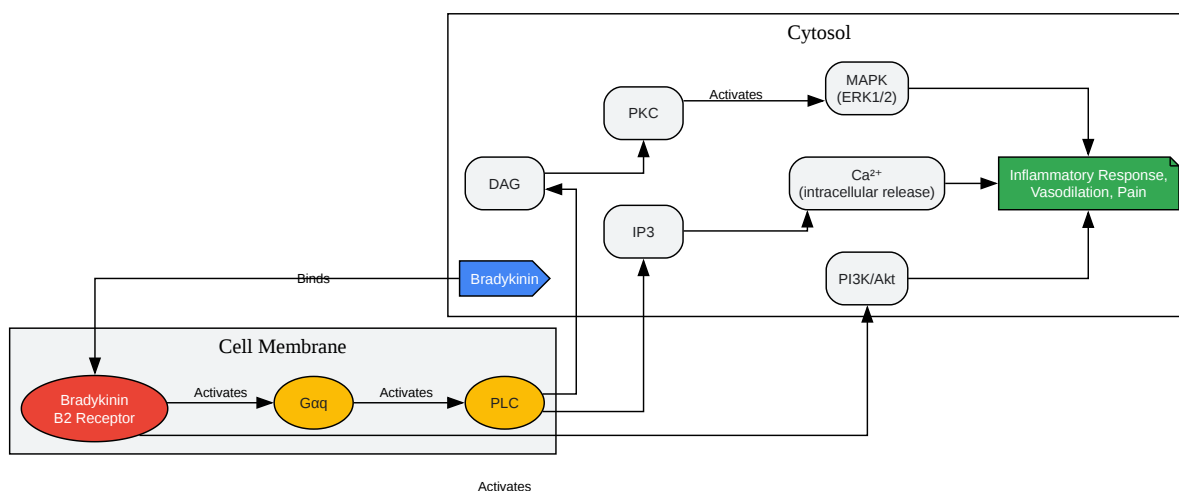 Cytosol
MAPK
(ERK1/2)
Activates
PKC
DAG
Ca²⁺
(intracellular release)
Inflammatory Response,
Vasodilation, Pain
IP3
Binds
Bradykinin
PI3K/Akt
Cell Membrane
Bradykinin
B2 Receptor
Activates
Gαq
Activates
PLC
Activates